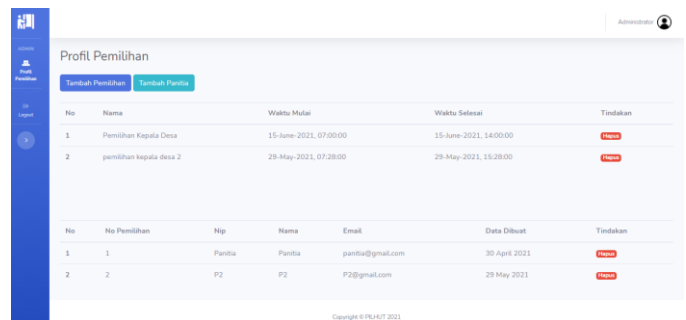 Administrator
ADMIN
Profil Pemilihan
Logout
Profil Pemilihan
Tambah Pemilihan Tambah Panitia
No Nama Waktu Mulai Waktu Selesai Tindakan
1 Pemilihan Kepala Desa 15-June-2021, 07:00:00 15-June-2021, 14:00:00 Hapus
2 pemilihan kepala desa 2 29-May-2021, 07:28:00 29-May-2021, 15:28:00 Hapus
No No Pemilihan Nip Nama Email Data Dibuat Tindakan
1 1 Panitia Panitia panitia@gmail.com 30 April 2021 Hapus
2 2 P2 P2 P2@gmail.com 29 May 2021 Hapus
Copyright © PILHUT 2021